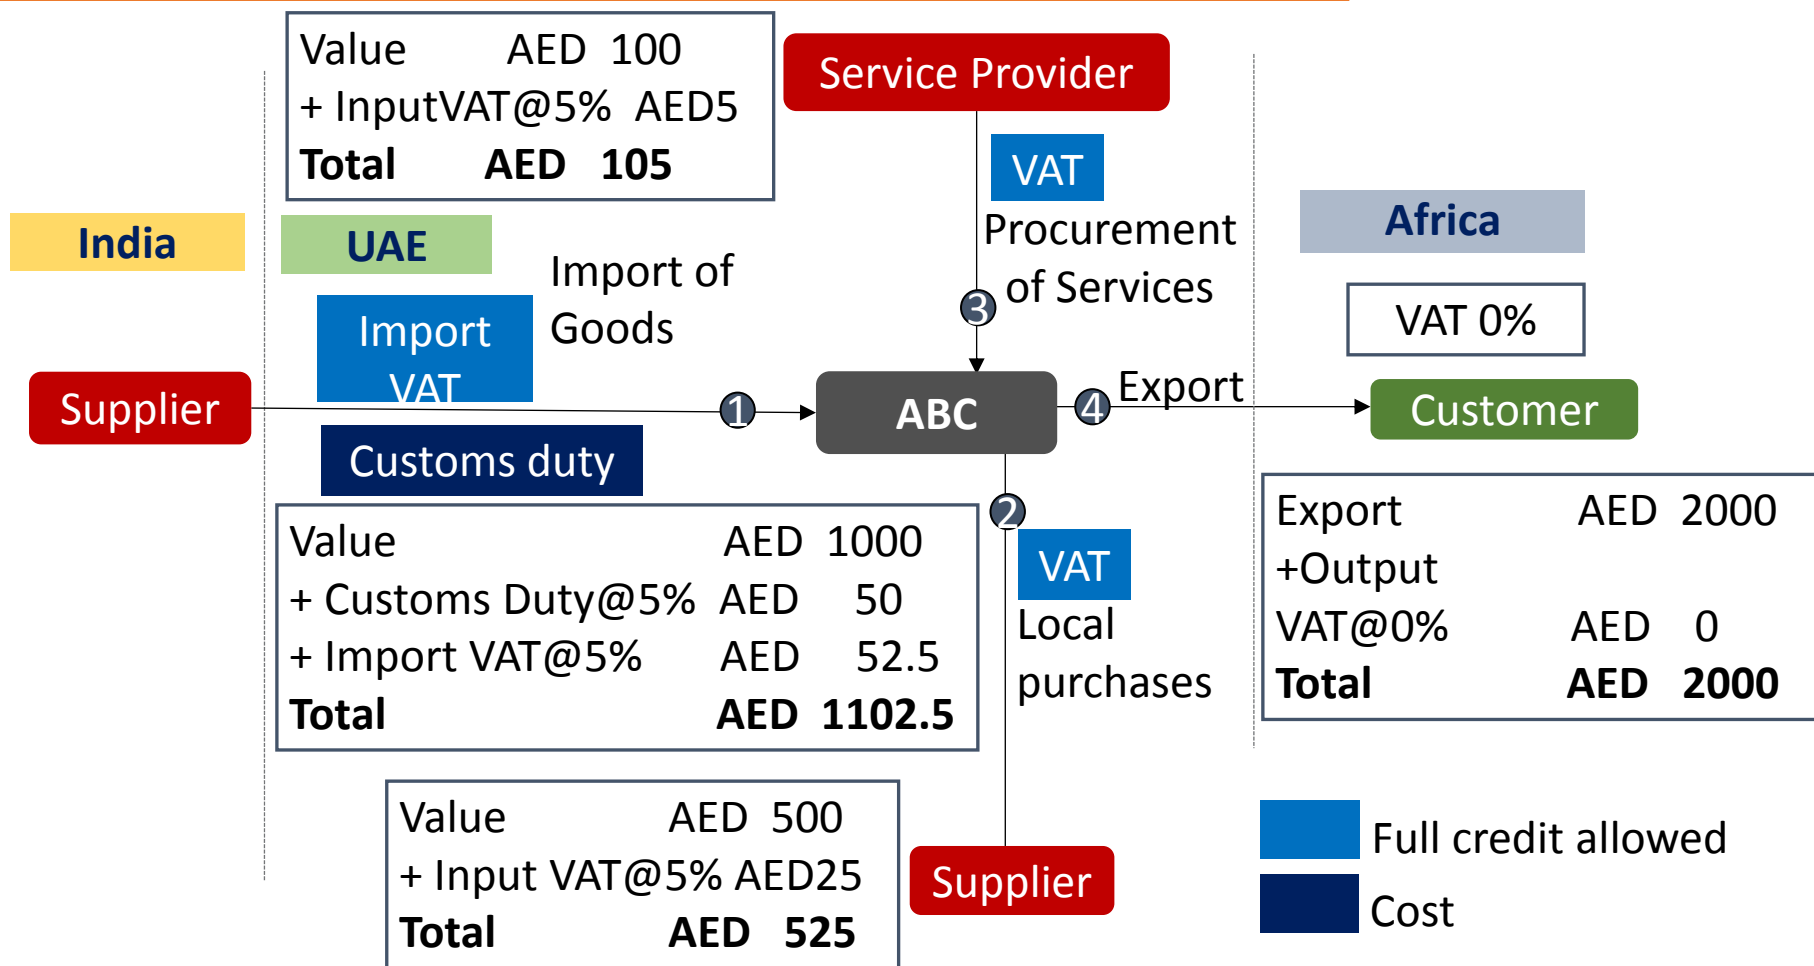 Value AED 100
+ InputVAT@5% AED5
Total AED 105
Service Provider
VAT
Procurement
of Services
3
India
UAE
Import of
Goods
Import
VAT
Africa
VAT 0%
Supplier
1
ABC
4
Export
Customer
Customs duty
Value AED 1000
+ Customs Duty@5% AED 50
+ Import VAT@5% AED 52.5
Total AED 1102.5
2
VAT
Local
purchases
Export AED 2000
+Output
VAT@0% AED 0
Total AED 2000
Value AED 500
+ Input VAT@5% AED25
Total AED 525
Supplier
Full credit allowed
Cost